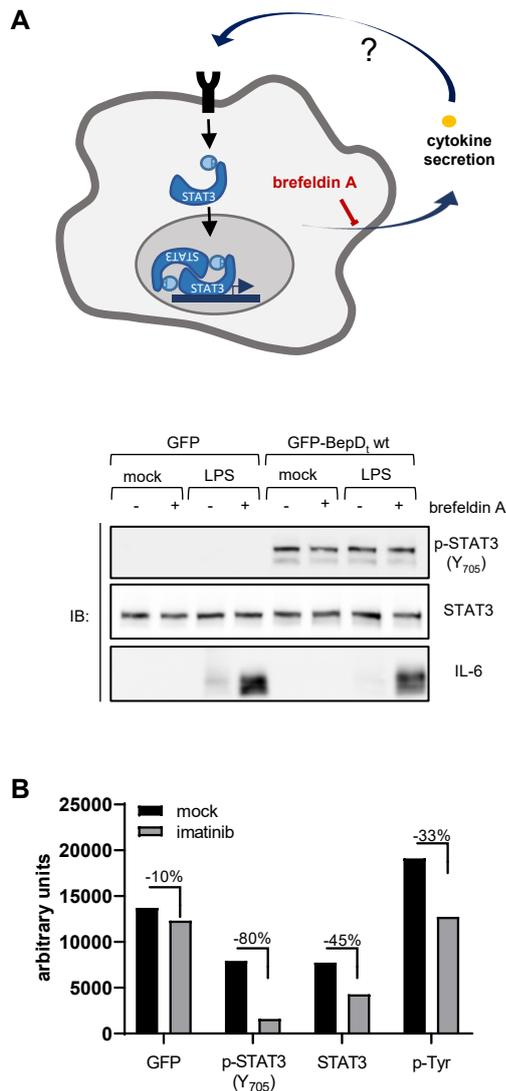 A
?
cytokine
secretion
brefeldin A
STAT3
STAT3
STAT3
GFP GFP-BepDt wt
mock LPS mock LPS
- + - + - + - + brefeldin A
p-STAT3
(Y705)
IB: STAT3
IL-6
B
25000
20000
15000
10000
5000
0
arbitrary units
mock
imatinib
-10%
-80%
-45%
-33%
GFP p-STAT3 STAT3 p-Tyr
(Y705)